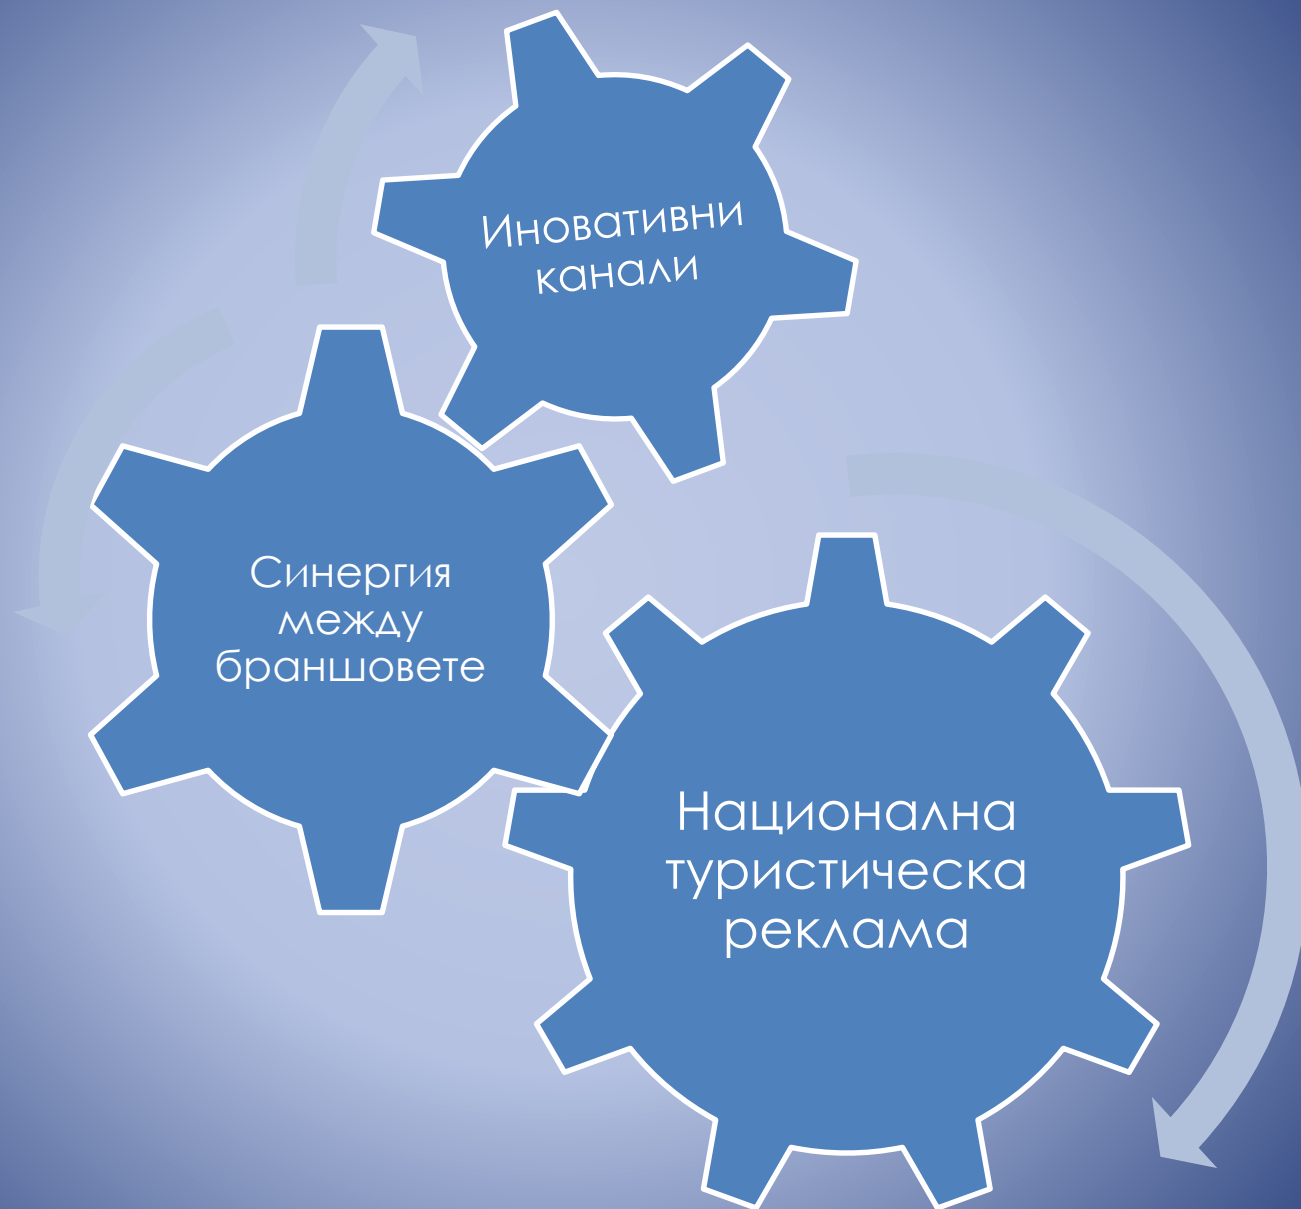 Иновативни
канали
Синергия
между
браншовете
Национална
туристическа
реклама